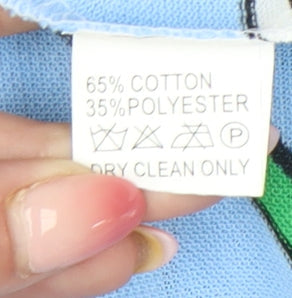 65% COTTON
35% POLYESTER
P
DRY CLEAN ONLY